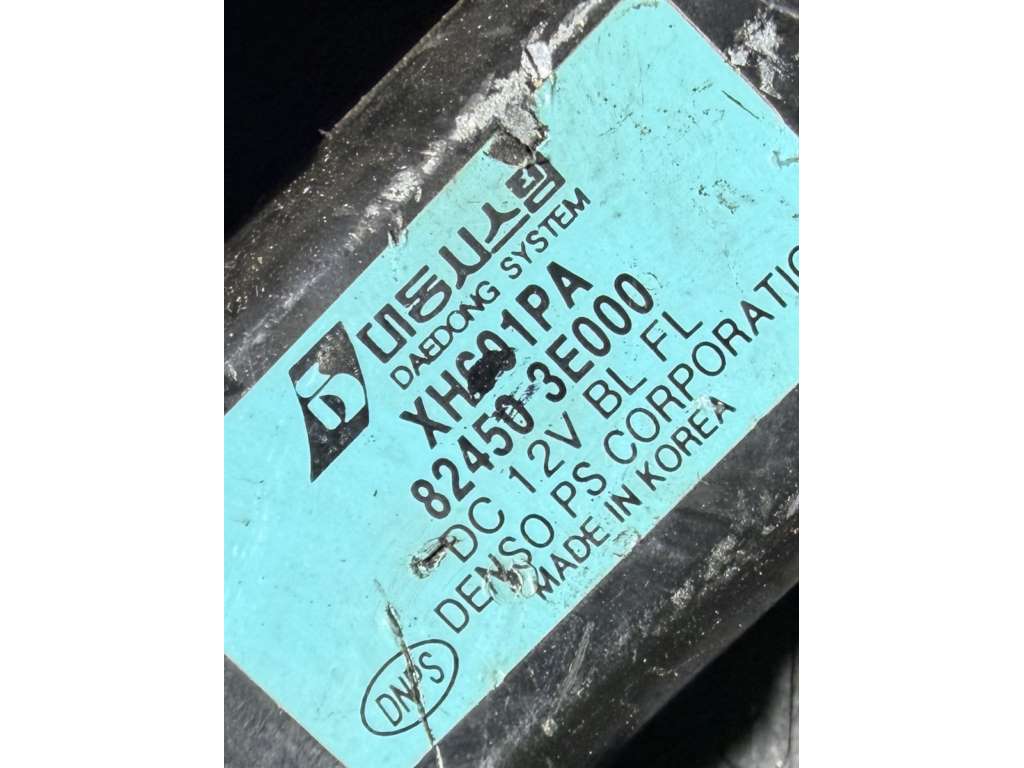 대동시스템
DAEDONG SYSTEM
XH601PA
82450-3E000
DC 12V BL FL
DENSO PS CORPORATIO
MADE IN KOREA
DNPS